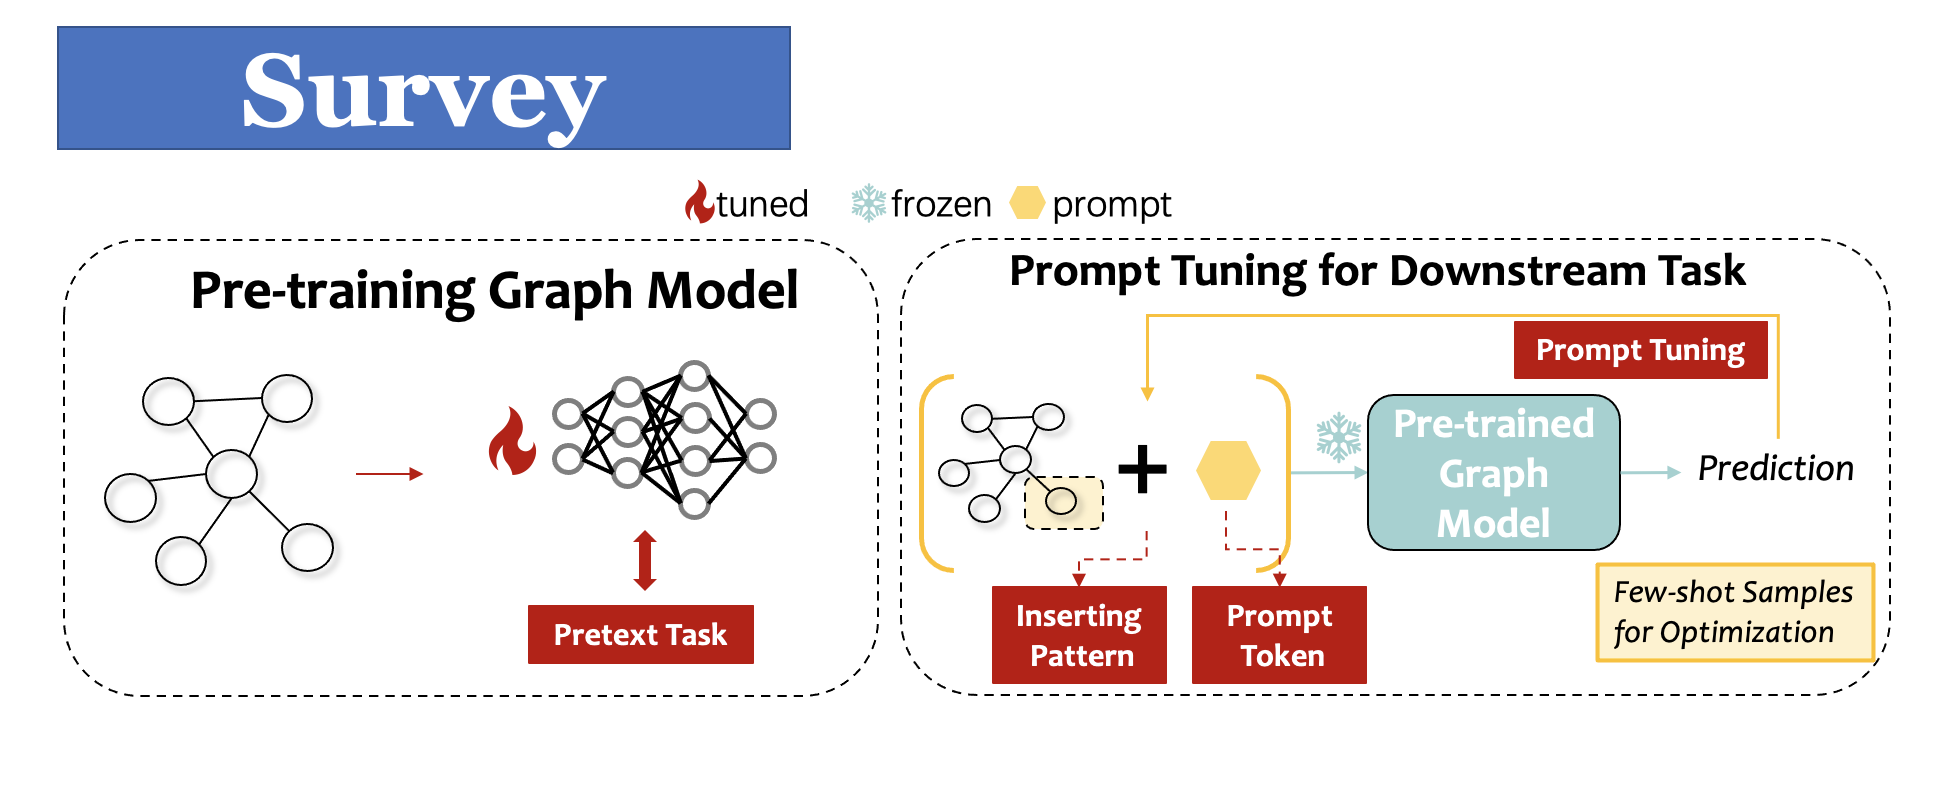 Survey
tuned
frozen
prompt
Pre-training Graph Model
Pretext Task
Prompt Tuning for Downstream Task
Prompt Tuning
Pre-trained
Graph
Model
Prediction
Inserting
Pattern
Prompt
Token
Few-shot Samples
for Optimization